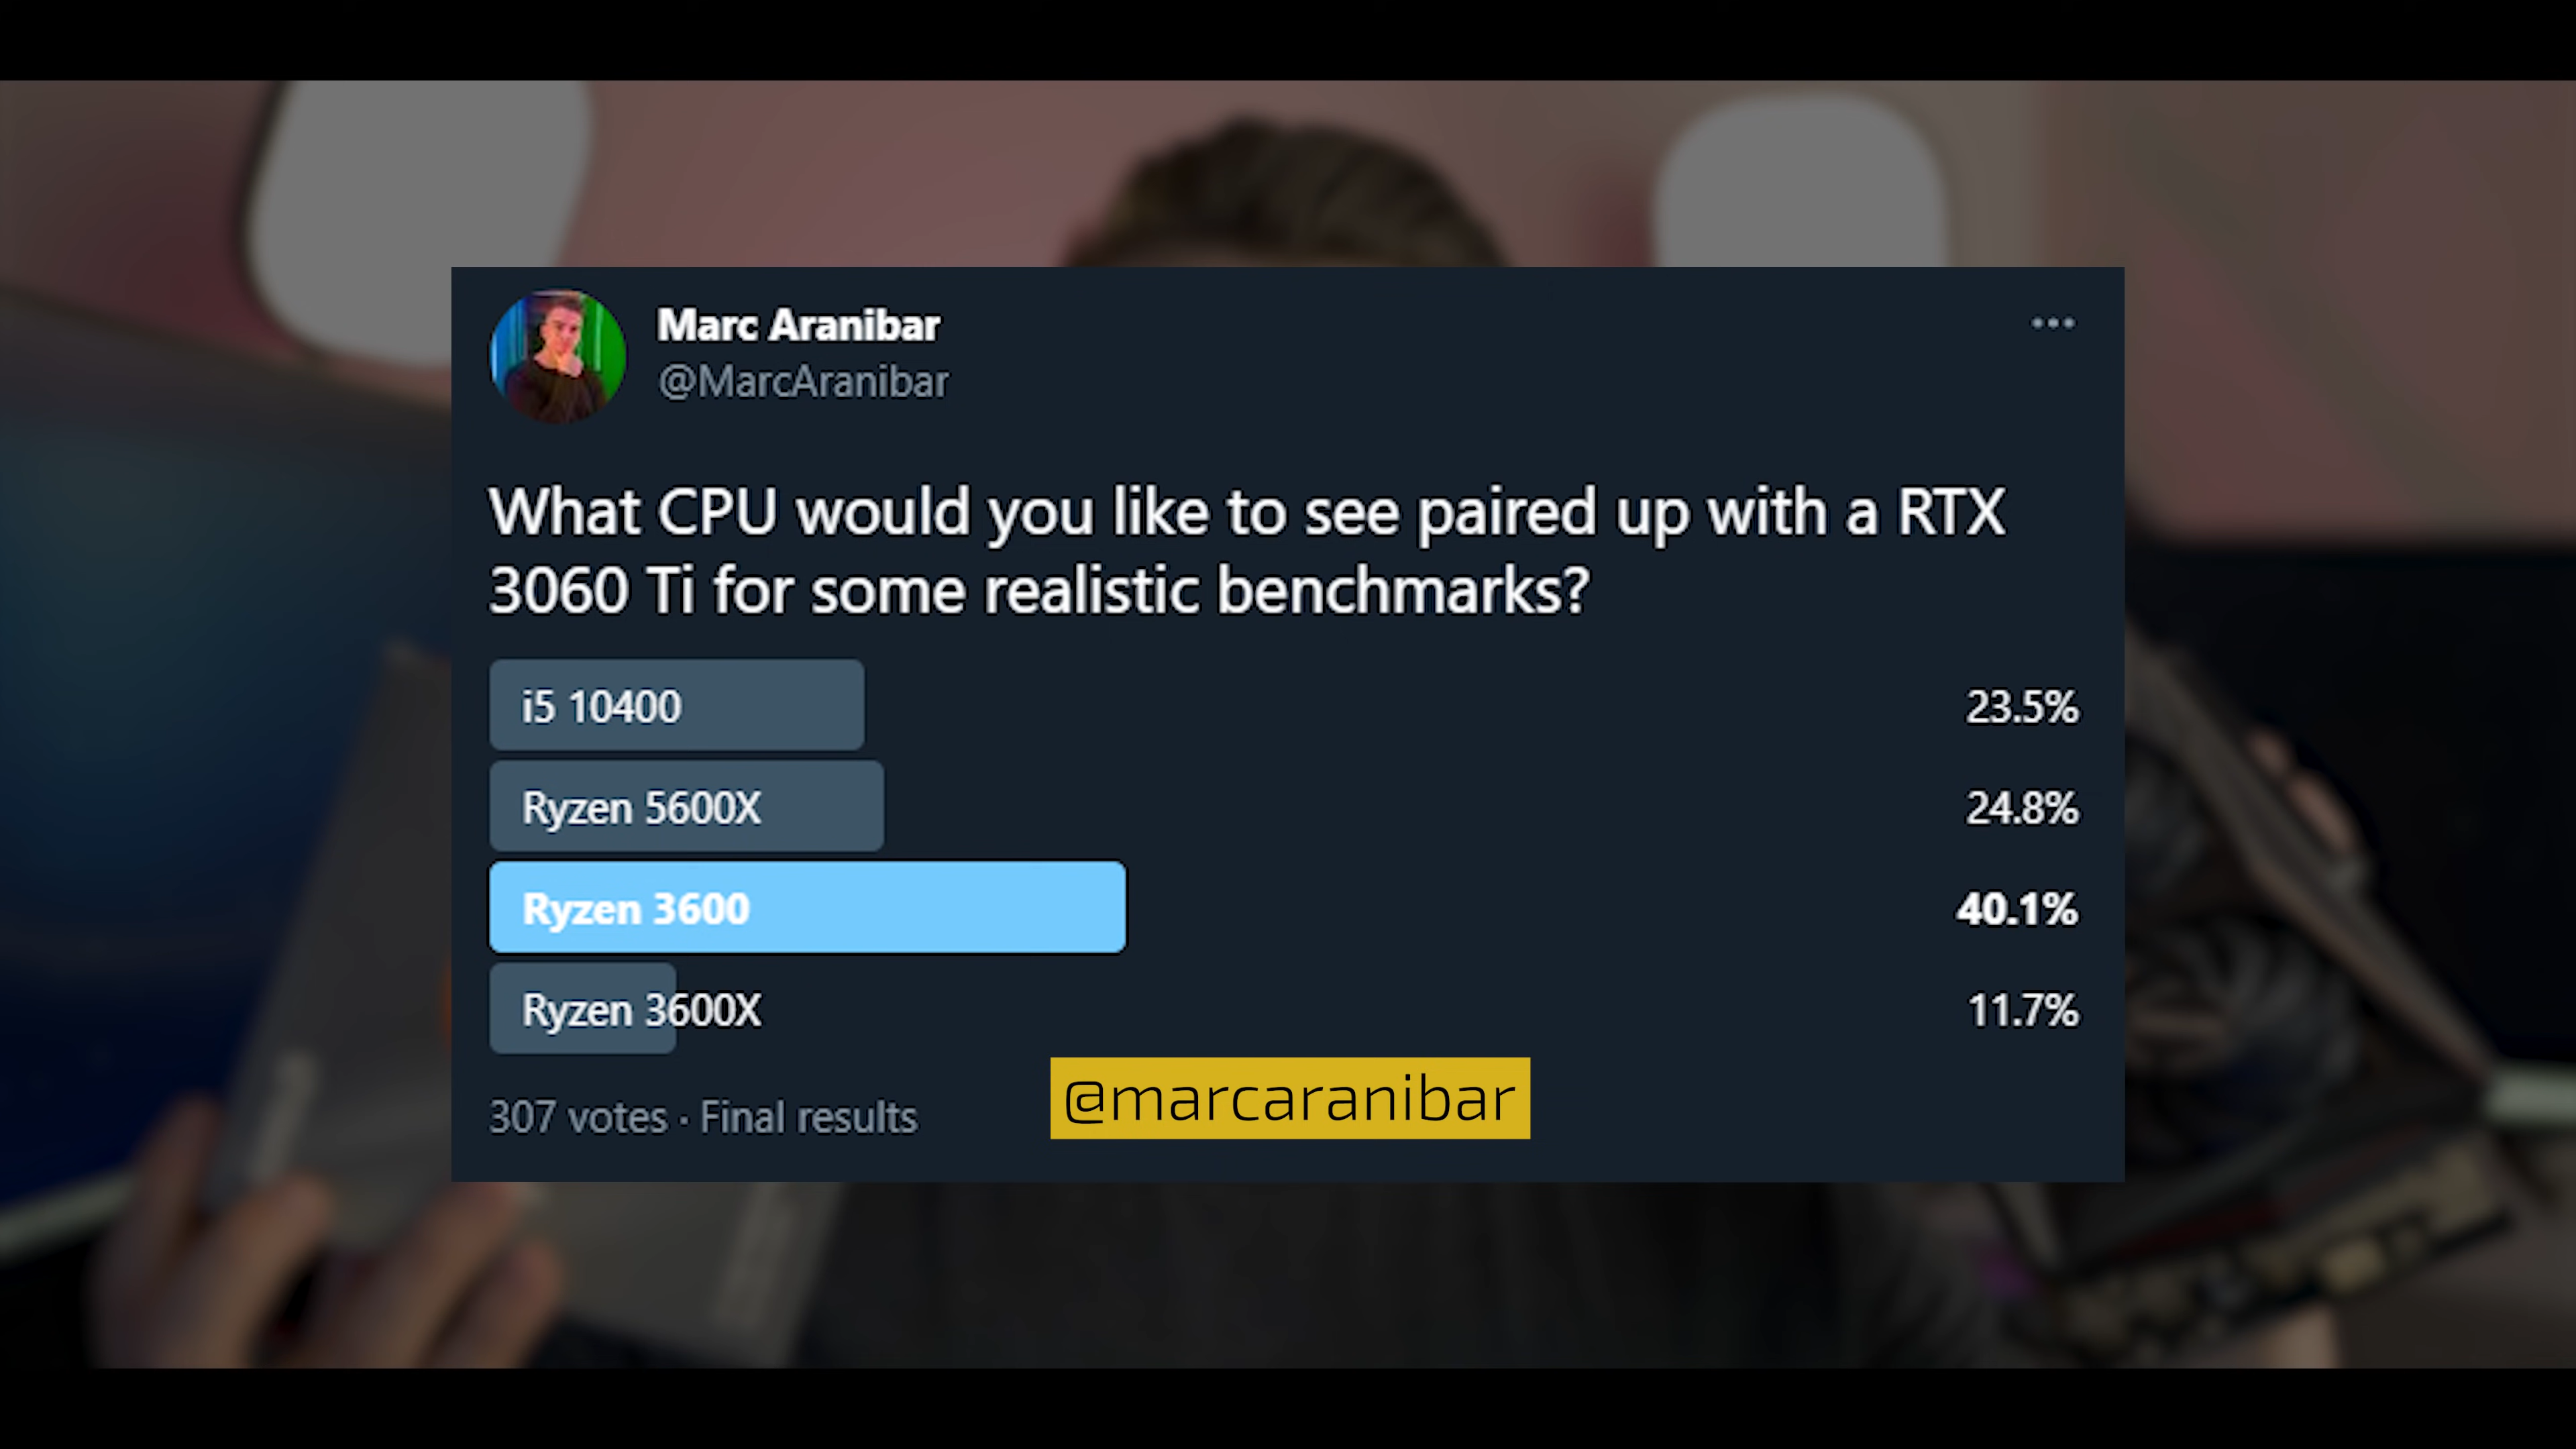 Marc Aranibar
@MarcAranibar
What CPU would you like to see paired up with a RTX
3060 Ti for some realistic benchmarks?
i5 10400 23.5%
Ryzen 5600X 24.8%
Ryzen 3600 40.1%
Ryzen 3600X 11.7%
307 votes · Final results
@marcaranibar